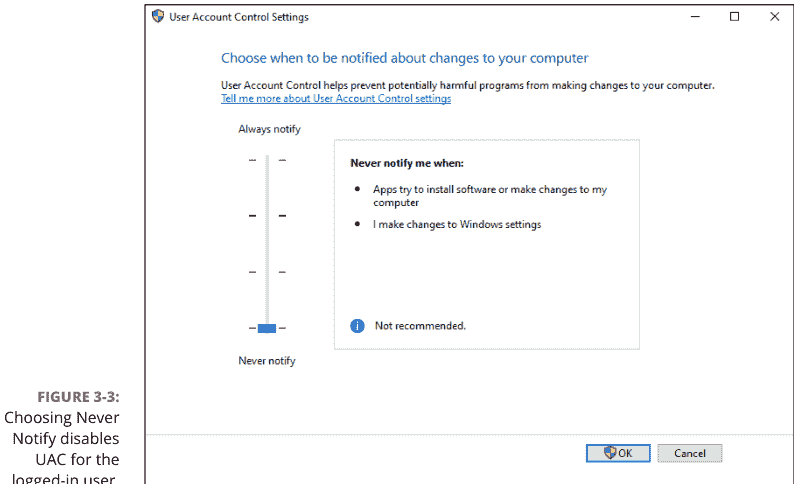 User Account Control Settings
Choose when to be notified about changes to your computer
User Account Control helps prevent potentially harmful programs from making changes to your computer.
Tell me more about User Account Control settings
Always notify
Never notify me when:
Apps try to install software or make changes to my
computer
I make changes to Windows settings
Not recommended.
Never notify
OK
Cancel
FIGURE 3-3:
Choosing Never
Notify disables
UAC for the
logged-in user.